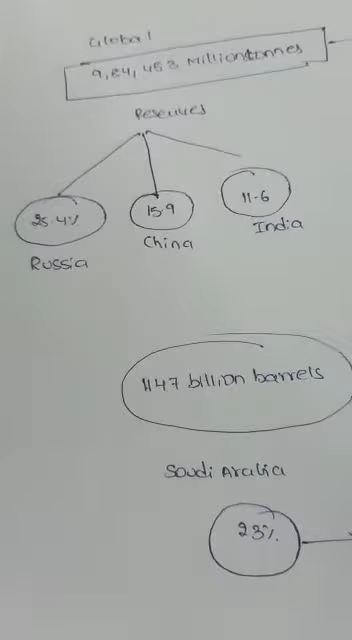 Global
9,84,453 Milliontonnes
Reserves
25.4%
15.9
11.6
Russia
China
India
1147 billion barrels
Saudi Arabia
23%